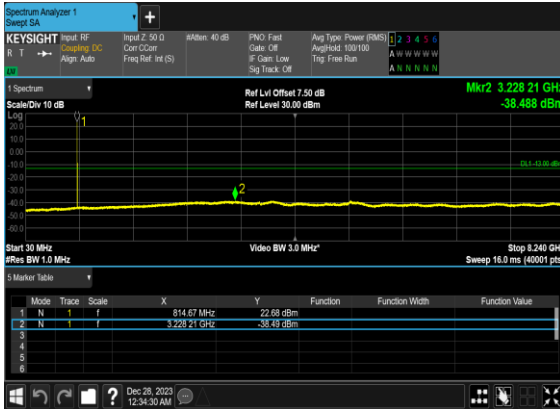 Spectrum Analyzer 1
Swept SA
+
KEYSIGHT Input: RF Input Z: 50 Ω #Atten: 40 dB PNO: Fast Avg Type: Power (RMS) 1 2 3 4 5 6
R T Coupling: DC Corr CCorr Gate: Off Avg|Hold: 100/100 A W W W W W
Align: Auto Freq Ref: Int (S) IF Gain: Low Trig: Free Run
Sig Track: Off A N N N N N
1 Spectrum Ref Lvl Offset 7.50 dB Mkr2 3.228 21 GHz
Scale/Div 10 dB Ref Level 30.00 dBm -38.488 dBm
Log
1
20.0
10.0
0.00
-10.0
DL1 -13.00 dBm
-20.0
-30.0
2
-40.0
-50.0
-60.0
Start 30 MHz Video BW 3.0 MHz* Stop 8.240 GHz
#Res BW 1.0 MHz Sweep 16.0 ms (40001 pts)
5 Marker Table
Mode Trace Scale X Y Function Function Width Function Value
1 N 1 f 814.67 MHz 22.68 dBm
2 N 1 f 3.228 21 GHz -38.49 dBm
3
4
5
6
? Dec 28, 2023
12:34:30 AM